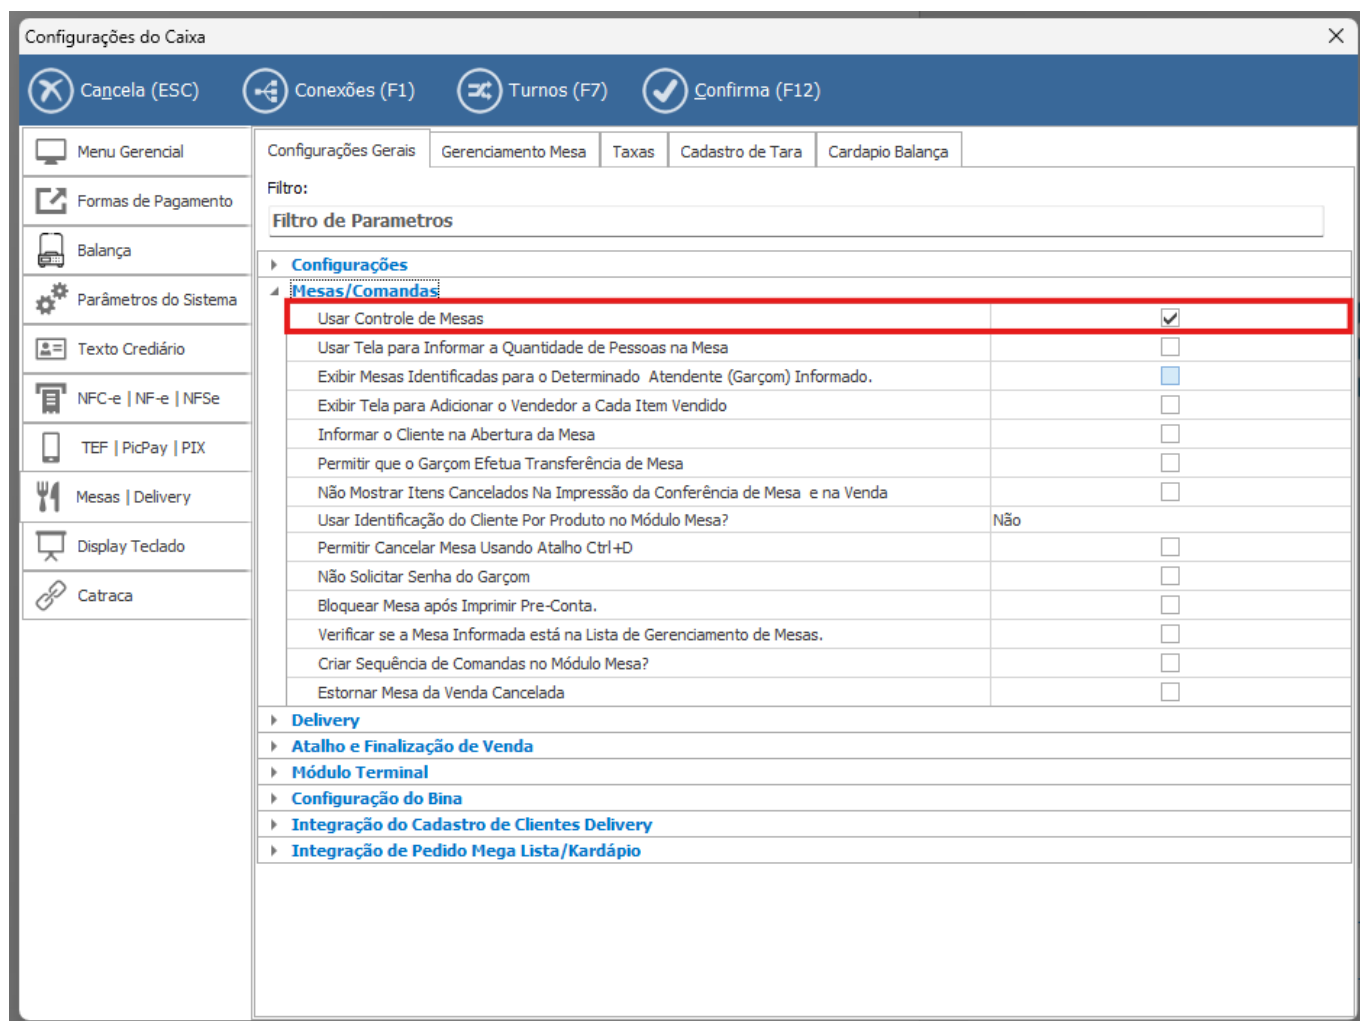 Configurações do Caixa
Cancela (ESC) Conexões (F1) Turnos (F7) Confirma (F12)
Menu Gerencial
Formas de Pagamento
Balança
Parâmetros do Sistema
Texto Crediário
NFC-e | NF-e | NFSe
TEF | PicPay | PIX
Mesas | Delivery
Display Teclado
Catraca
Configurações Gerais Gerenciamento Mesa Taxas Cadastro de Tara Cardapio Balança
Filtro:
Filtro de Parametros
Configurações
Mesas/Comandas
Usar Controle de Mesas
Usar Tela para Informar a Quantidade de Pessoas na Mesa
Exibir Mesas Identificadas para o Determinado Atendente (Garçom) Informado.
Exibir Tela para Adicionar o Vendedor a Cada Item Vendido
Informar o Cliente na Abertura da Mesa
Permitir que o Garçom Efetua Transferência de Mesa
Não Mostrar Itens Cancelados Na Impressão da Conferência de Mesa e na Venda
Usar Identificação do Cliente Por Produto no Módulo Mesa? Não
Permitir Cancelar Mesa Usando Atalho Ctrl+D
Não Solicitar Senha do Garçom
Bloquear Mesa após Imprimir Pre-Conta.
Verificar se a Mesa Informada está na Lista de Gerenciamento de Mesas.
Criar Sequência de Comandas no Módulo Mesa?
Estornar Mesa da Venda Cancelada
Delivery
Atalho e Finalização de Venda
Módulo Terminal
Configuração do Bina
Integração do Cadastro de Clientes Delivery
Integração de Pedido Mega Lista/Kardápio